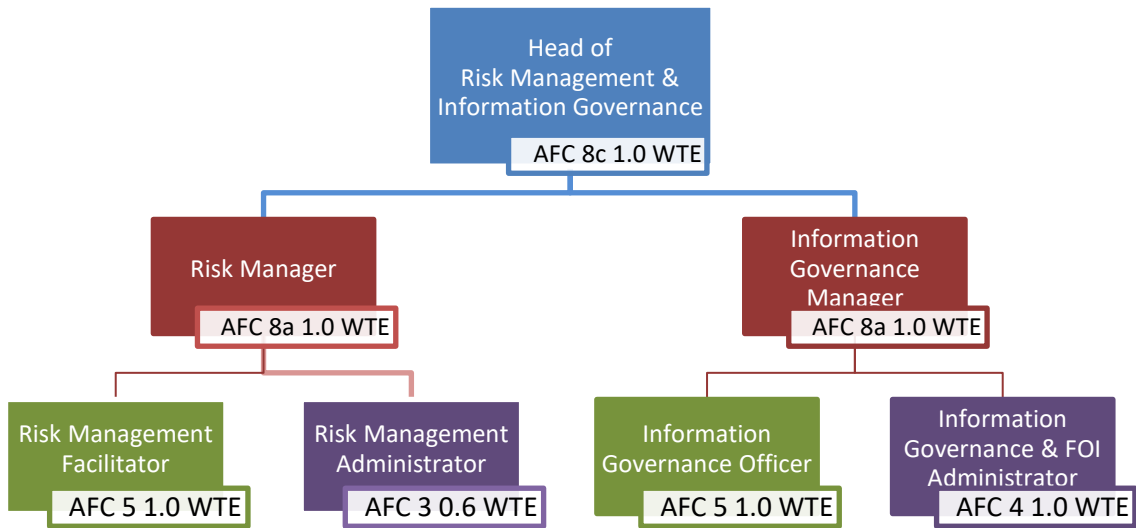 Head of
Risk Management &
Information Governance
AFC 8c 1.0 WTE
Risk Manager
AFC 8a 1.0 WTE
Information
Governance
Manager
AFC 8a 1.0 WTE
Risk Management
Facilitator
AFC 5 1.0 WTE
Risk Management
Administrator
AFC 3 0.6 WTE
Information
Governance Officer
AFC 5 1.0 WTE
Information
Governance & FOI
Administrator
AFC 4 1.0 WTE